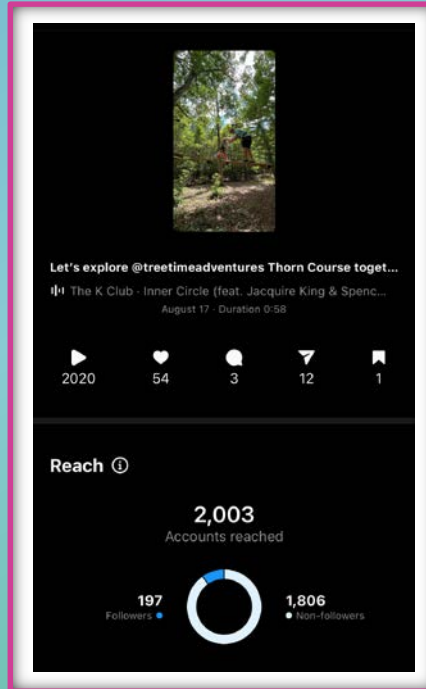 Let's explore @treetimeadventures Thorn Course toget...
The K Club · Inner Circle (feat. Jacquire King & Spenc...
August 17 · Duration 0:58
2020 54 3 12 1
Reach
2,003
Accounts reached
197 1,806
Followers Non-followers